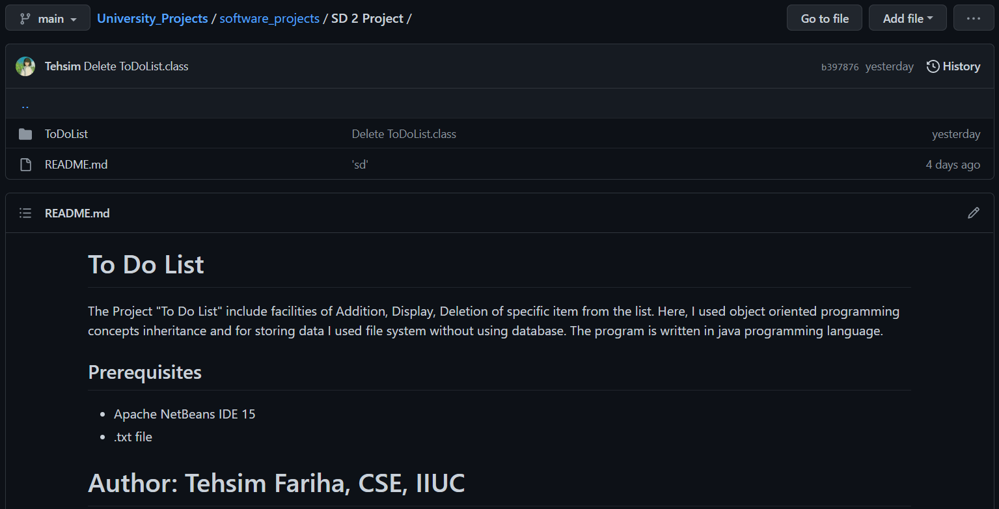 main
University_Projects / software_projects / SD 2 Project /
Go to file
Add file
...
Tehsim Delete ToDoList.class
b397876 yesterday History
..
ToDoList Delete ToDoList.class yesterday
README.md 'sd' 4 days ago
README.md
To Do List
The Project "To Do List" include facilities of Addition, Display, Deletion of specific item from the list. Here, I used object oriented programming
concepts inheritance and for storing data I used file system without using database. The program is written in java programming language.
Prerequisites
• Apache NetBeans IDE 15
• .txt file
Author: Tehsim Fariha, CSE, IIUC